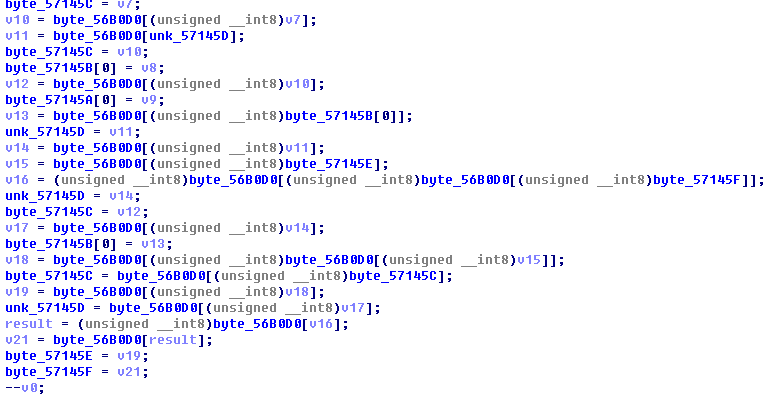 byte_57145C = v7;
v10 = byte_56B0D0[(unsigned __int8)v7];
v11 = byte_56B0D0[unk_57145D];
byte_57145C = v10;
byte_57145B[0] = v8;
v12 = byte_56B0D0[(unsigned __int8)v10];
byte_57145A[0] = v9;
v13 = byte_56B0D0[(unsigned __int8)byte_57145B[0]];
unk_57145D = v11;
v14 = byte_56B0D0[(unsigned __int8)v11];
v15 = byte_56B0D0[(unsigned __int8)byte_57145E];
v16 = (unsigned __int8)byte_56B0D0[(unsigned __int8)byte_56B0D0[(unsigned __int8)byte_57145F]];
unk_57145D = v14;
byte_57145C = v12;
v17 = byte_56B0D0[(unsigned __int8)v14];
byte_57145B[0] = v13;
v18 = byte_56B0D0[(unsigned __int8)byte_56B0D0[(unsigned __int8)v15]];
byte_57145C = byte_56B0D0[(unsigned __int8)byte_57145C];
v19 = byte_56B0D0[(unsigned __int8)v18];
unk_57145D = byte_56B0D0[(unsigned __int8)v17];
result = (unsigned __int8)byte_56B0D0[v16];
v21 = byte_56B0D0[result];
byte_57145E = v19;
byte_57145F = v21;
--v0;